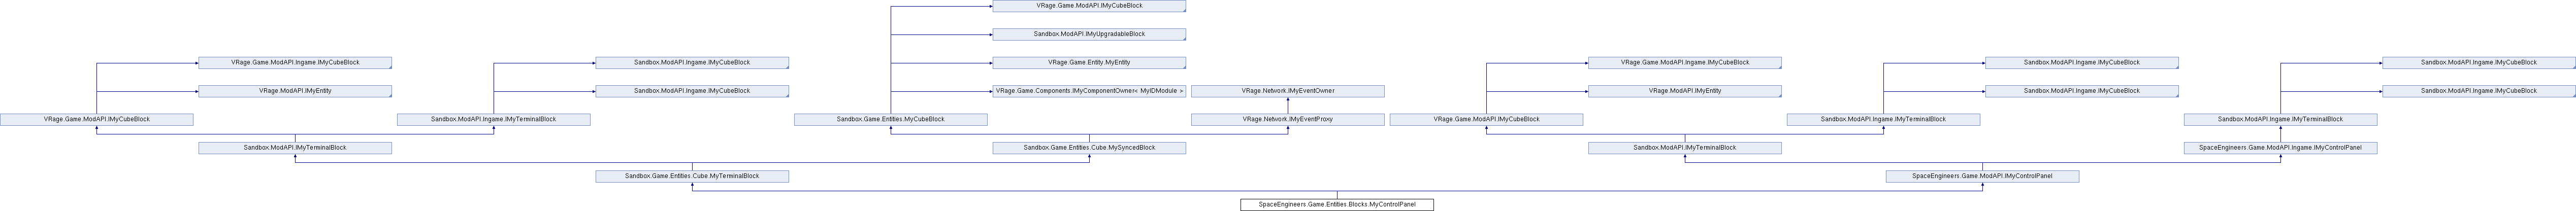 VRage.Game.ModAPI.IMyCubeBlock
Sandbox.ModAPI.IMyUpgradableBlock
VRage.Game.ModAPI.Ingame.IMyCubeBlock
Sandbox.ModAPI.Ingame.IMyCubeBlock
VRage.Game.Entity.MyEntity
VRage.Game.ModAPI.Ingame.IMyCubeBlock
Sandbox.ModAPI.Ingame.IMyCubeBlock
Sandbox.ModAPI.Ingame.IMyCubeBlock
VRage.ModAPI.IMyEntity
Sandbox.ModAPI.Ingame.IMyCubeBlock
VRage.Game.Components.IMyComponentOwner< MyIDModule >
VRage.Network.IMyEventOwner
VRage.ModAPI.IMyEntity
Sandbox.ModAPI.Ingame.IMyCubeBlock
Sandbox.ModAPI.Ingame.IMyCubeBlock
VRage.Game.ModAPI.IMyCubeBlock
Sandbox.ModAPI.Ingame.IMyTerminalBlock
Sandbox.Game.Entities.MyCubeBlock
VRage.Network.IMyEventProxy
VRage.Game.ModAPI.IMyCubeBlock
Sandbox.ModAPI.Ingame.IMyTerminalBlock
Sandbox.ModAPI.Ingame.IMyTerminalBlock
Sandbox.ModAPI.IMyTerminalBlock
Sandbox.Game.Entities.Cube.MySyncedBlock
Sandbox.ModAPI.IMyTerminalBlock
SpaceEngineers.Game.ModAPI.Ingame.IMyControlPanel
Sandbox.Game.Entities.Cube.MyTerminalBlock
SpaceEngineers.Game.ModAPI.IMyControlPanel
SpaceEngineers.Game.Entities.Blocks.MyControlPanel